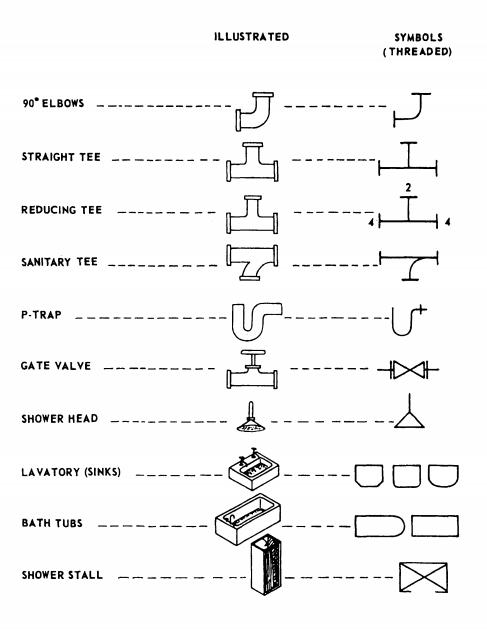 ILLUSTRATED
SYMBOLS
(THREADED)
90° ELBOWS
STRAIGHT TEE
2
REDUCING TEE
4 4
SANITARY TEE
P-TRAP
GATE VALVE
SHOWER HEAD
LAVATORY (SINKS)
BATH TUBS
SHOWER STALL